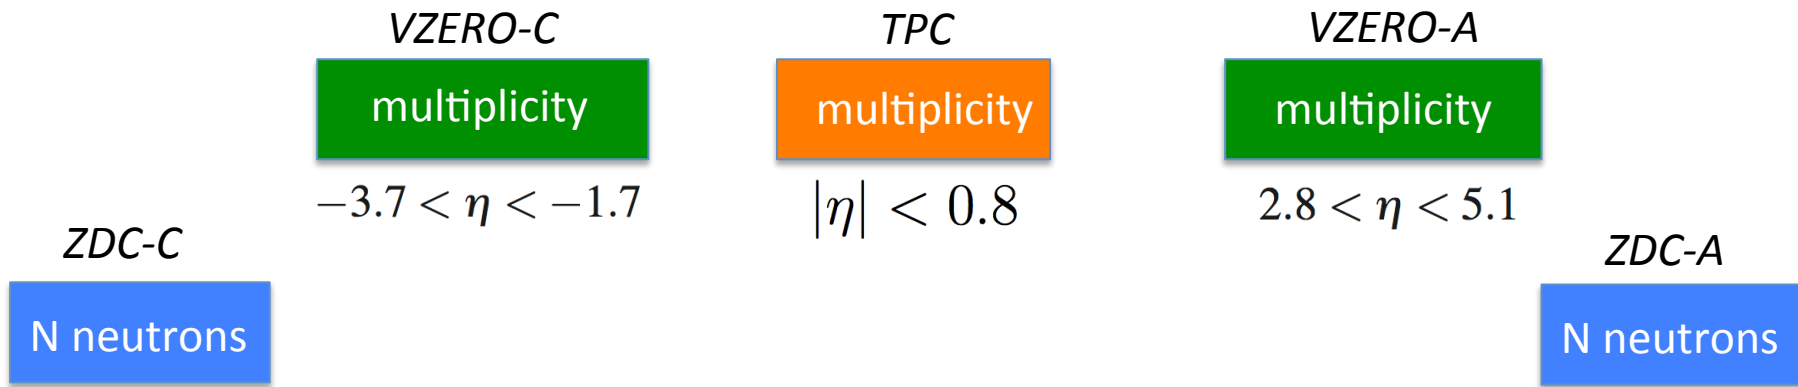 VZERO-C
TPC
VZERO-A
multiplicity
multiplicity
multiplicity
−3.7 < η < −1.7
|η| < 0.8
2.8 < η < 5.1
ZDC-C
ZDC-A
N neutrons
N neutrons